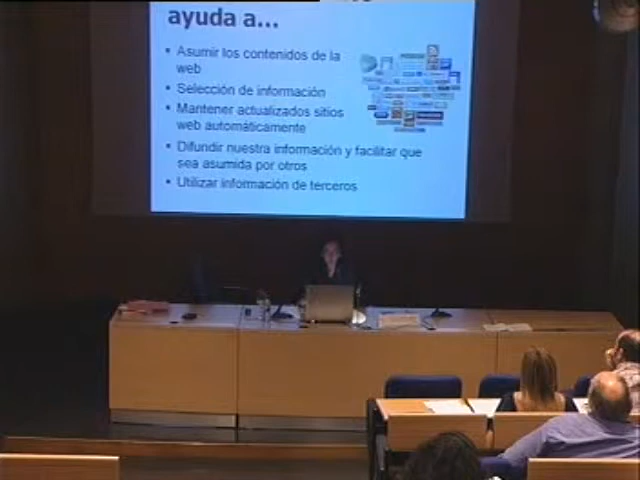 ayuda a...
• Asumir los contenidos de la
web
• Selección de información
• Mantener actualizados sitios
web automáticamente
• Difundir nuestra información y facilitar que
sea asumida por otros
• Utilizar información de terceros